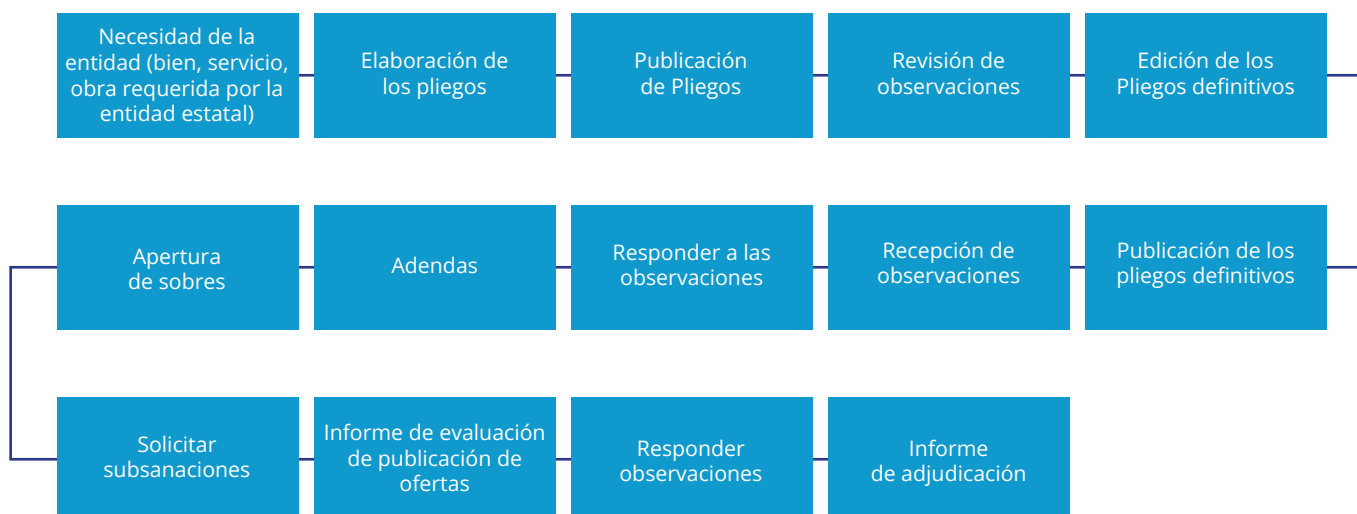 Necesidad de la
entidad (bien, servicio,
obra requerida por la
entidad estatal)
Elaboración de
los pliegos
Publicación
de Pliegos
Revisión de
observaciones
Edición de los
Pliegos definitivos
Publicación de los
pliegos definitivos
Recepción de
observaciones
Responder a las
observaciones
Adendas
Apertura
de sobres
Solicitar
subsanaciones
Informe de evaluación
de publicación de
ofertas
Responder
observaciones
Informe
de adjudicación